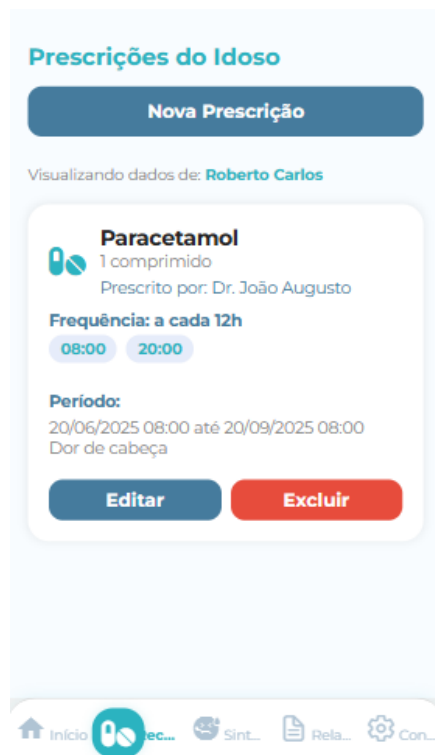 Prescrições do Idoso
Nova Prescrição
Visualizando dados de: Roberto Carlos
Paracetamol
1 comprimido
Prescrito por: Dr. João Augusto
Frequência: a cada 12h
08:00 20:00
Período:
20/06/2025 08:00 até 20/09/2025 08:00
Dor de cabeça
Editar Excluir
Início ec... Sint... Rela... Con...